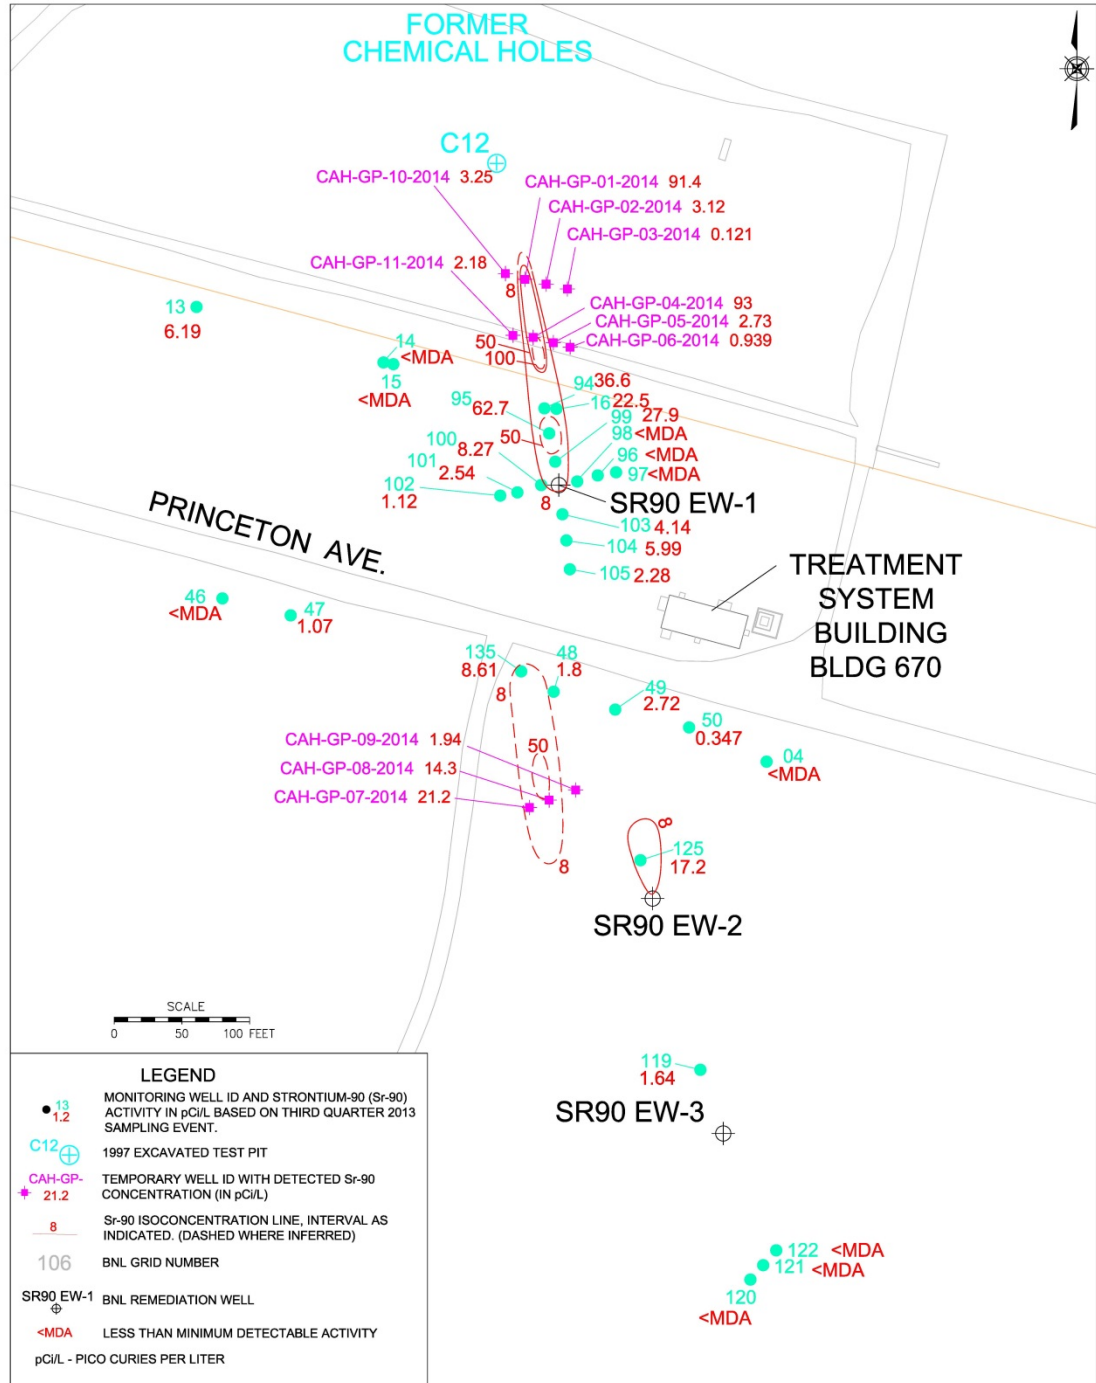 FORMER
CHEMICAL HOLES
C12
CAH-GP-10-2014 3.25
CAH-GP-01-2014 91.4
CAH-GP-02-2014 3.12
CAH-GP-03-2014 0.121
CAH-GP-11-2014 2.18
8
CAH-GP-04-2014 93
CAH-GP-05-2014 2.73
CAH-GP-06-2014 0.939
13
6.19
14
<MDA
15
<MDA
50
100
94 36.6
16 22.5
99 27.9
98 <MDA
96 <MDA
97 <MDA
95
62.7
50
100
8.27
101
2.54
102
1.12
8
SR90 EW-1
103 4.14
104 5.99
105 2.28
PRINCETON AVE.
TREATMENT
SYSTEM
BUILDING
BLDG 670
46
<MDA
47
1.07
135
8.61
8
48
1.8
49
2.72
50
0.347
04
<MDA
50
CAH-GP-09-2014 1.94
CAH-GP-08-2014 14.3
CAH-GP-07-2014 21.2
8
8
125
17.2
SR90 EW-2
SCALE
0 50 100 FEET
119
1.64
SR90 EW-3
122 <MDA
121 <MDA
120
<MDA
LEGEND
13
1.2
MONITORING WELL ID AND STRONTIUM-90 (Sr-90)
ACTIVITY IN pCi/L BASED ON THIRD QUARTER 2013
SAMPLING EVENT.
C12
1997 EXCAVATED TEST PIT
CAH-GP-
21.2
TEMPORARY WELL ID WITH DETECTED Sr-90
CONCENTRATION (IN pCi/L)
8
Sr-90 ISOCONCENTRATION LINE, INTERVAL AS
INDICATED. (DASHED WHERE INFERRED)
106 BNL GRID NUMBER
SR90 EW-1 BNL REMEDIATION WELL
<MDA LESS THAN MINIMUM DETECTABLE ACTIVITY
pCi/L - PICO CURIES PER LITER